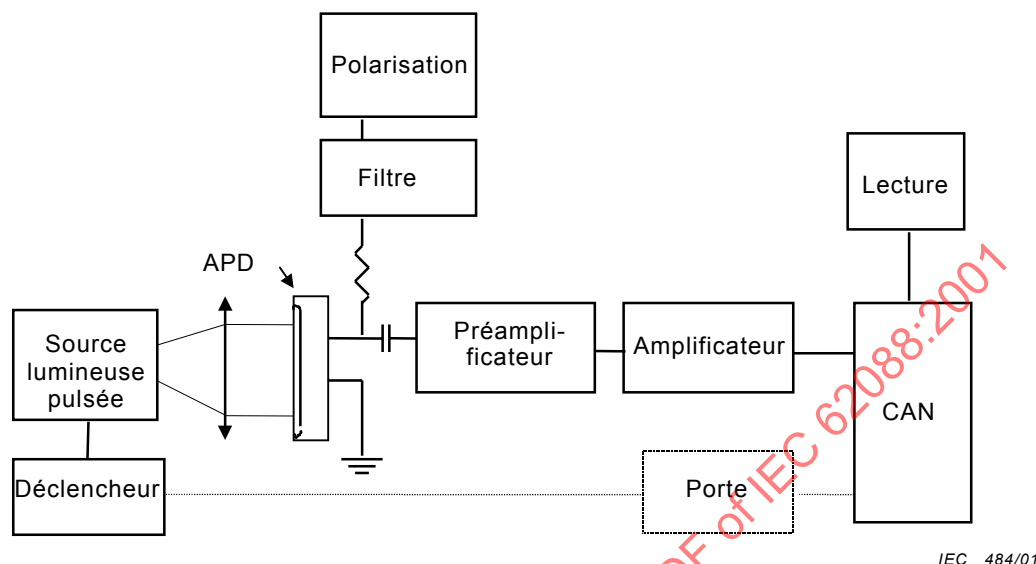 Polarisation
Filtre
Lecture
APD
Source
lumineuse
pulsée
Préampli-
ficateur
Amplificateur
CAN
Déclencheur
Porte
DF of IEC 62088:2001
IEC 484/01